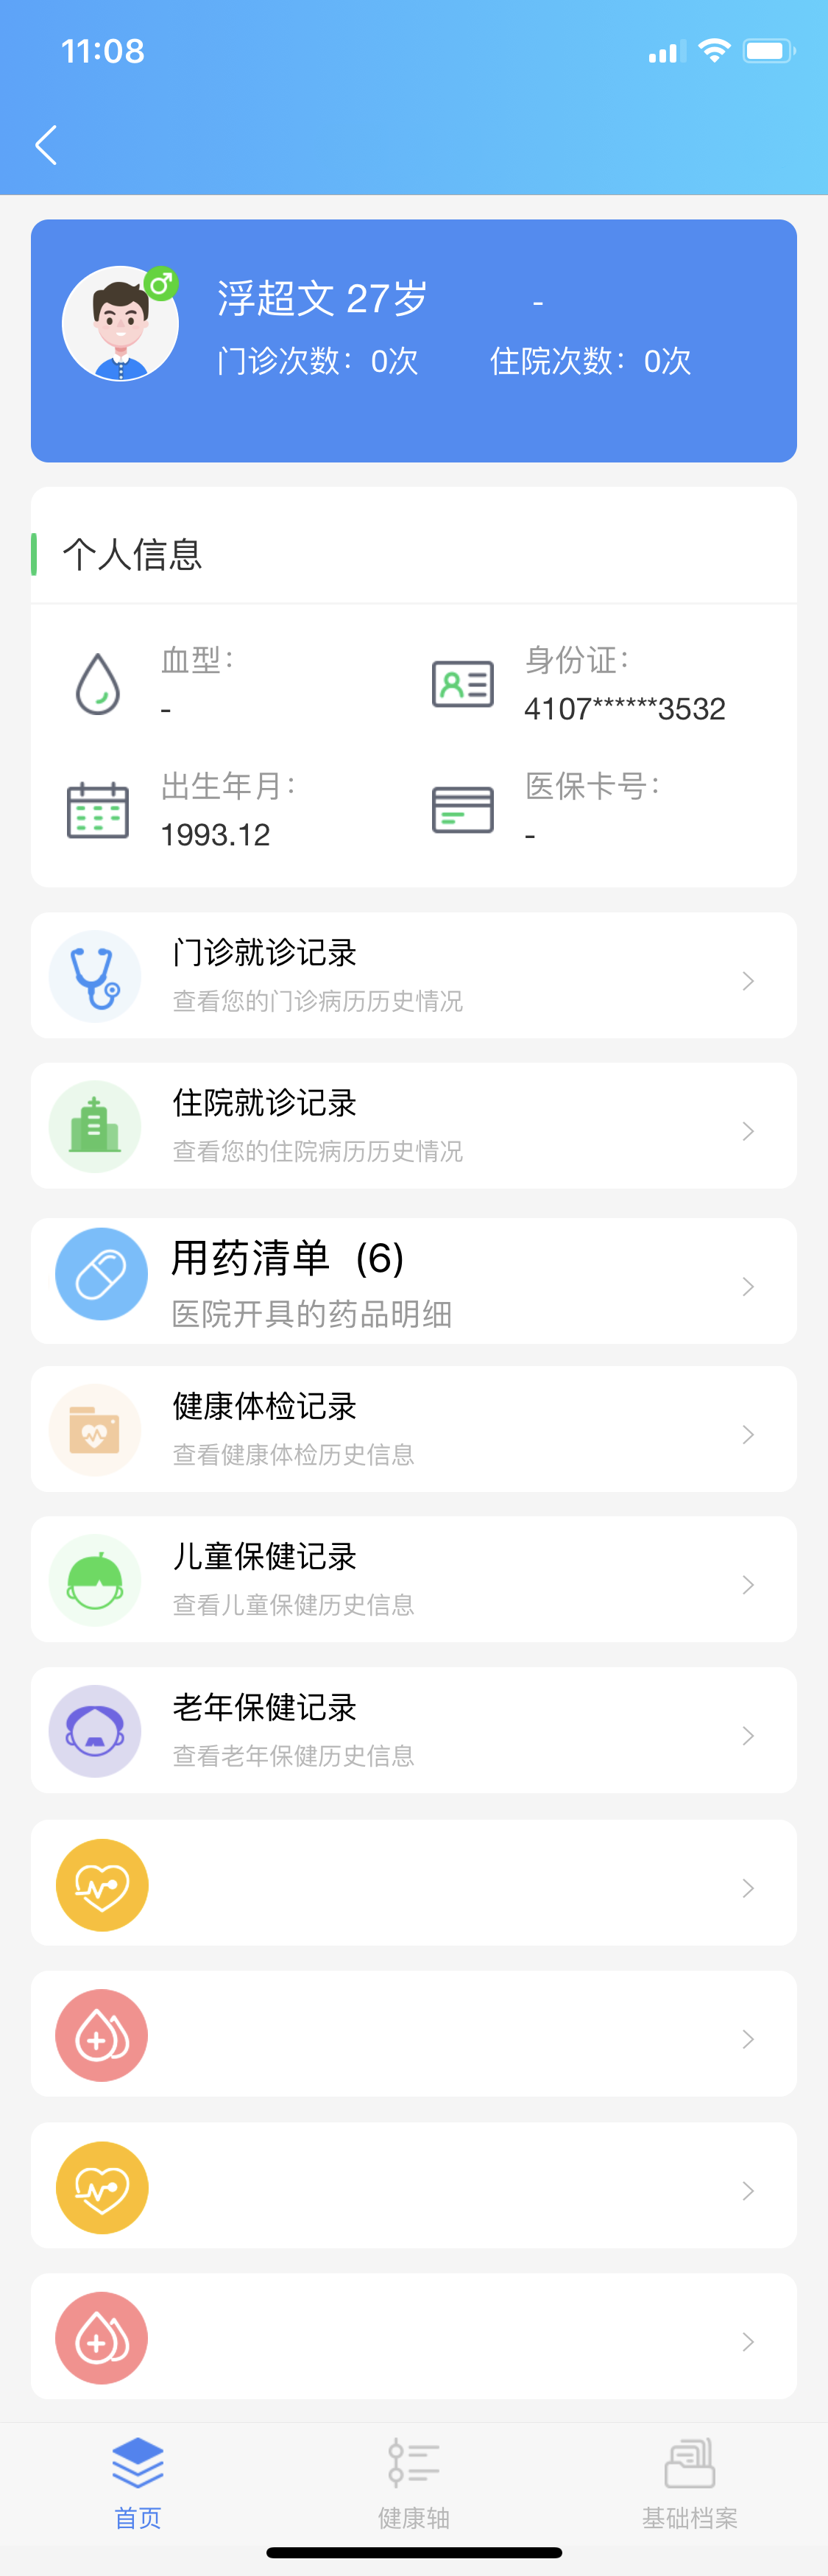 11:08
浮超文 27岁 -
门诊次数：0次 住院次数：0次
个人信息
血型： 身份证：
- 4107******3532
出生年月： 医保卡号：
1993.12 -
门诊就诊记录
查看您的门诊病历历史情况
住院就诊记录
查看您的住院病历历史情况
用药清单 (6)
医院开具的药品明细
健康体检记录
查看健康体检历史信息
儿童保健记录
查看儿童保健历史信息
老年保健记录
查看老年保健历史信息
首页 健康轴 基础档案